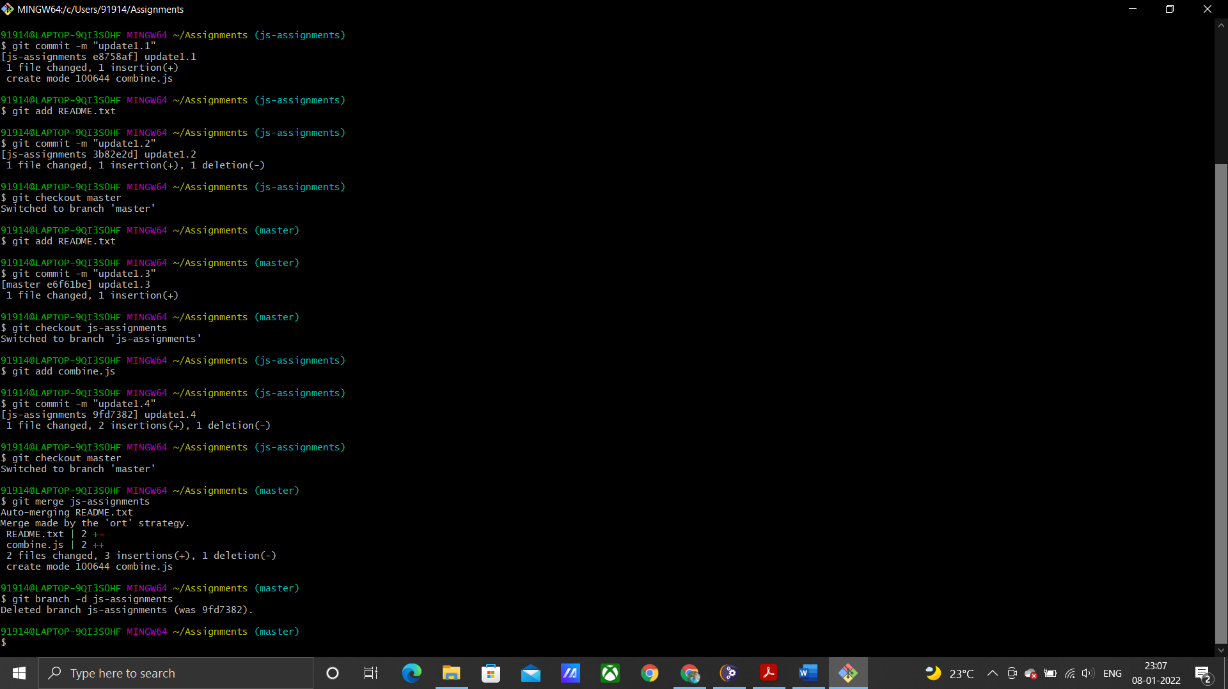 MINGW64:/c/Users/91914/Assignments
91914@LAPTOP-9QI3SOHF MINGW64 ~/Assignments (js-assignments)
$ git commit -m "update1.1"
[js-assignments e8758af] update1.1
 1 file changed, 1 insertion(+)
 create mode 100644 combine.js
91914@LAPTOP-9QI3SOHF MINGW64 ~/Assignments (js-assignments)
$ git add README.txt
91914@LAPTOP-9QI3SOHF MINGW64 ~/Assignments (js-assignments)
$ git commit -m "update1.2"
[js-assignments 3b82e2d] update1.2
 1 file changed, 1 insertion(+), 1 deletion(-)
91914@LAPTOP-9QI3SOHF MINGW64 ~/Assignments (js-assignments)
$ git checkout master
Switched to branch 'master'
91914@LAPTOP-9QI3SOHF MINGW64 ~/Assignments (master)
$ git add README.txt
91914@LAPTOP-9QI3SOHF MINGW64 ~/Assignments (master)
$ git commit -m "update1.3"
[master e6f61be] update1.3
 1 file changed, 1 insertion(+)
91914@LAPTOP-9QI3SOHF MINGW64 ~/Assignments (master)
$ git checkout js-assignments
Switched to branch 'js-assignments'
91914@LAPTOP-9QI3SOHF MINGW64 ~/Assignments (js-assignments)
$ git add combine.js
91914@LAPTOP-9QI3SOHF MINGW64 ~/Assignments (js-assignments)
$ git commit -m "update1.4"
[js-assignments 9fd7382] update1.4
 1 file changed, 2 insertions(+), 1 deletion(-)
91914@LAPTOP-9QI3SOHF MINGW64 ~/Assignments (js-assignments)
$ git checkout master
Switched to branch 'master'
91914@LAPTOP-9QI3SOHF MINGW64 ~/Assignments (master)
$ git merge js-assignments
Auto-merging README.txt
Merge made by the 'ort' strategy.
 README.txt | 2 +-
 combine.js | 2 ++
 2 files changed, 3 insertions(+), 1 deletion(-)
 create mode 100644 combine.js
91914@LAPTOP-9QI3SOHF MINGW64 ~/Assignments (master)
$ git branch -d js-assignments
Deleted branch js-assignments (was 9fd7382).
91914@LAPTOP-9QI3SOHF MINGW64 ~/Assignments (master)
$
Type here to search
23°C
ENG
23:07
08-01-2022
2